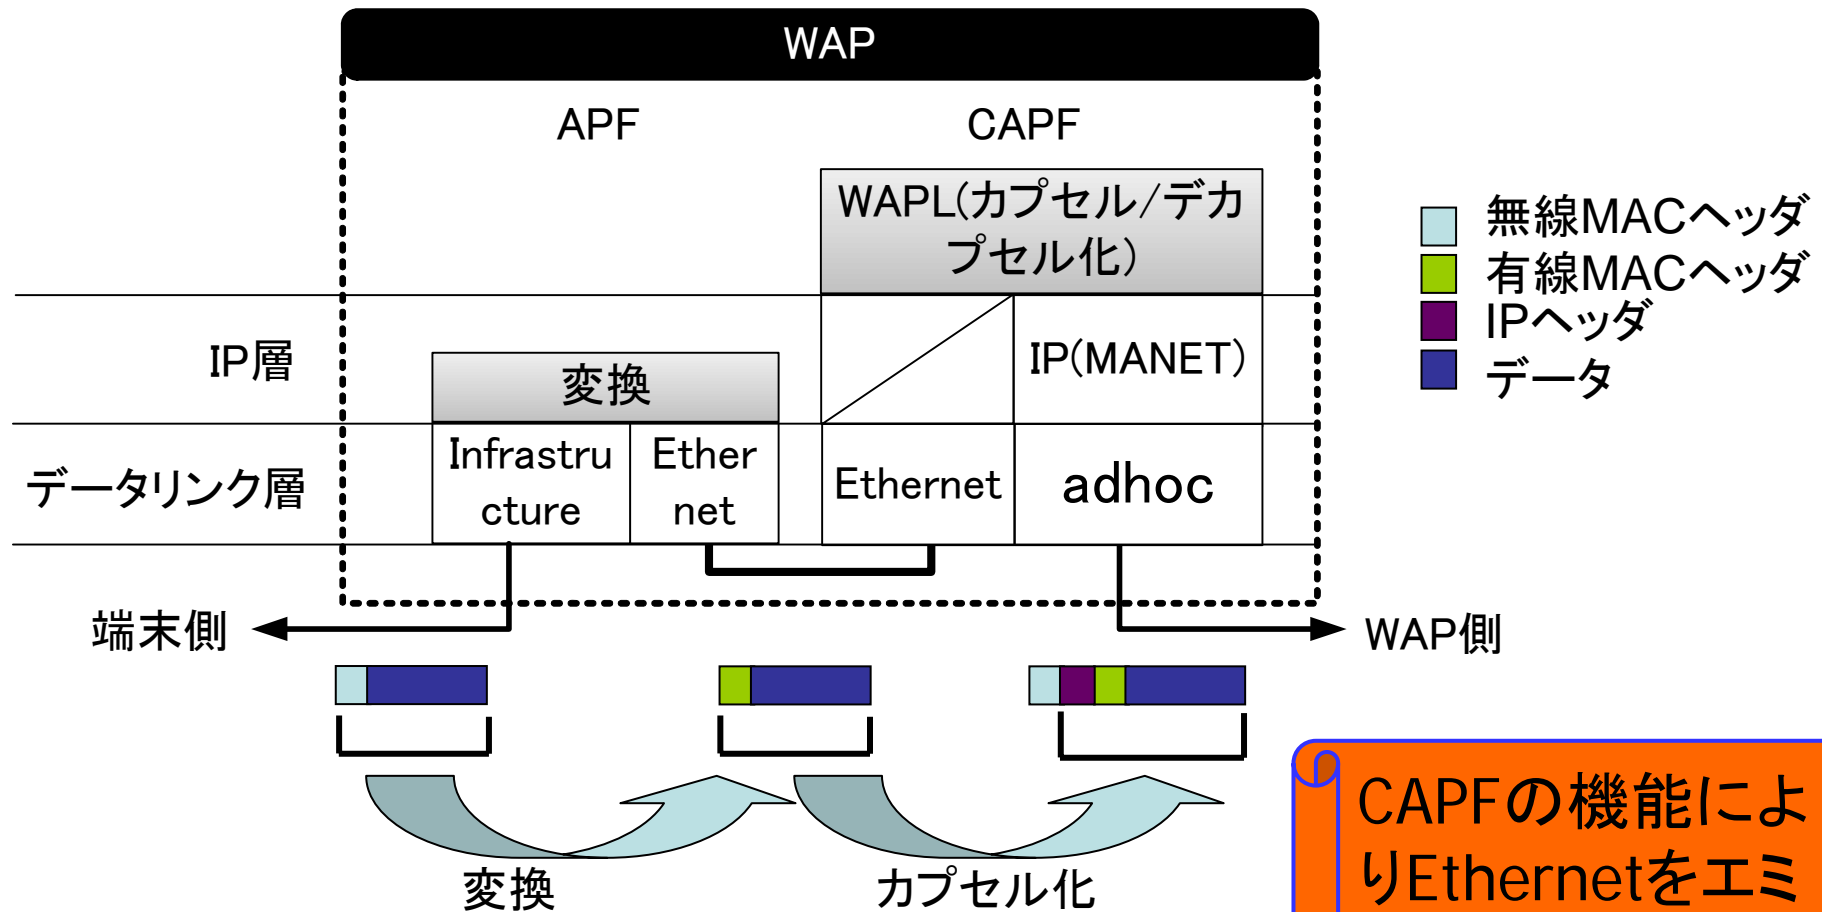 WAP
APF
CAPF
WAPL(カプセル/デカ
プセル化)
無線MACヘッダ
有線MACヘッダ
IPヘッダ
データ
IP層
変換
IP(MANET)
データリンク層
Infrastru
cture
Ether
net
Ethernet
adhoc
端末側
WAP側
変換
カプセル化
CAPFの機能によ
りEthernetをエミ